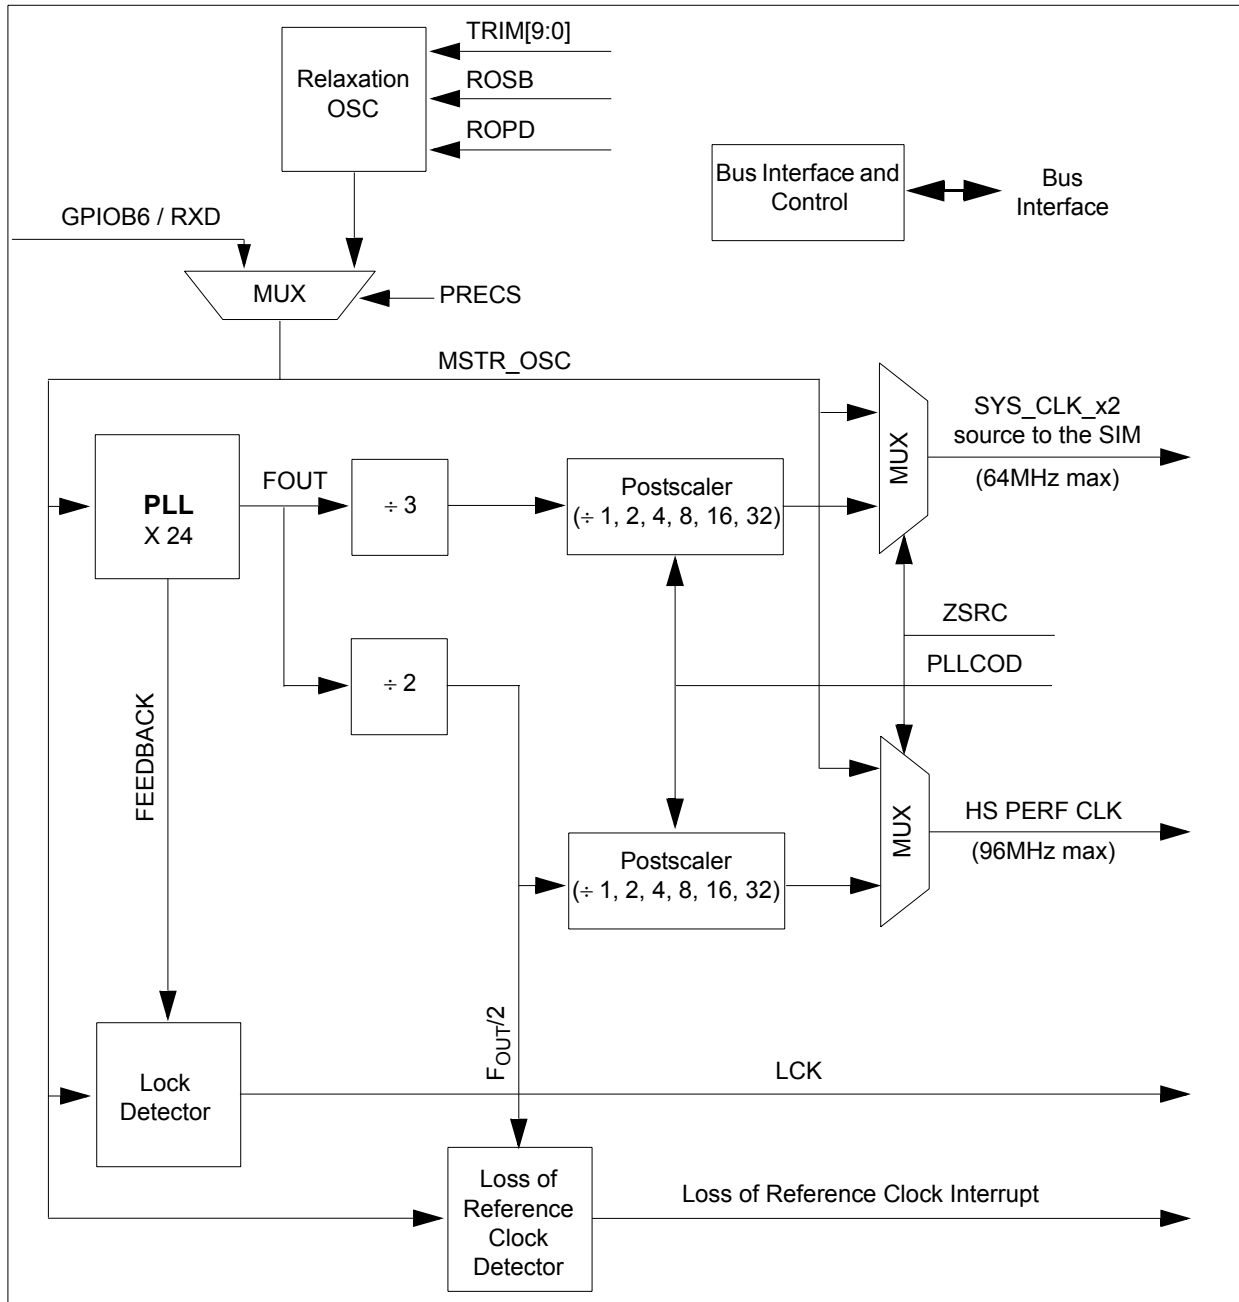 TRIM[9:0]
Relaxation
OSC
ROSB
ROPD
Bus Interface and
Control
Bus
Interface
GPIOB6 / RXD
MUX
PRECS
MSTR_OSC
SYS_CLK_x2
source to the SIM
(64MHz max)
MUX
PLL
X 24
FOUT
÷ 3
Postscaler
(÷ 1, 2, 4, 8, 16, 32)
ZSRC
PLLCOD
÷ 2
FEEDBACK
HS PERF CLK
(96MHz max)
MUX
Postscaler
(÷ 1, 2, 4, 8, 16, 32)
FOUT/2
Lock
Detector
LCK
Loss of
Reference
Clock
Detector
Loss of Reference Clock Interrupt